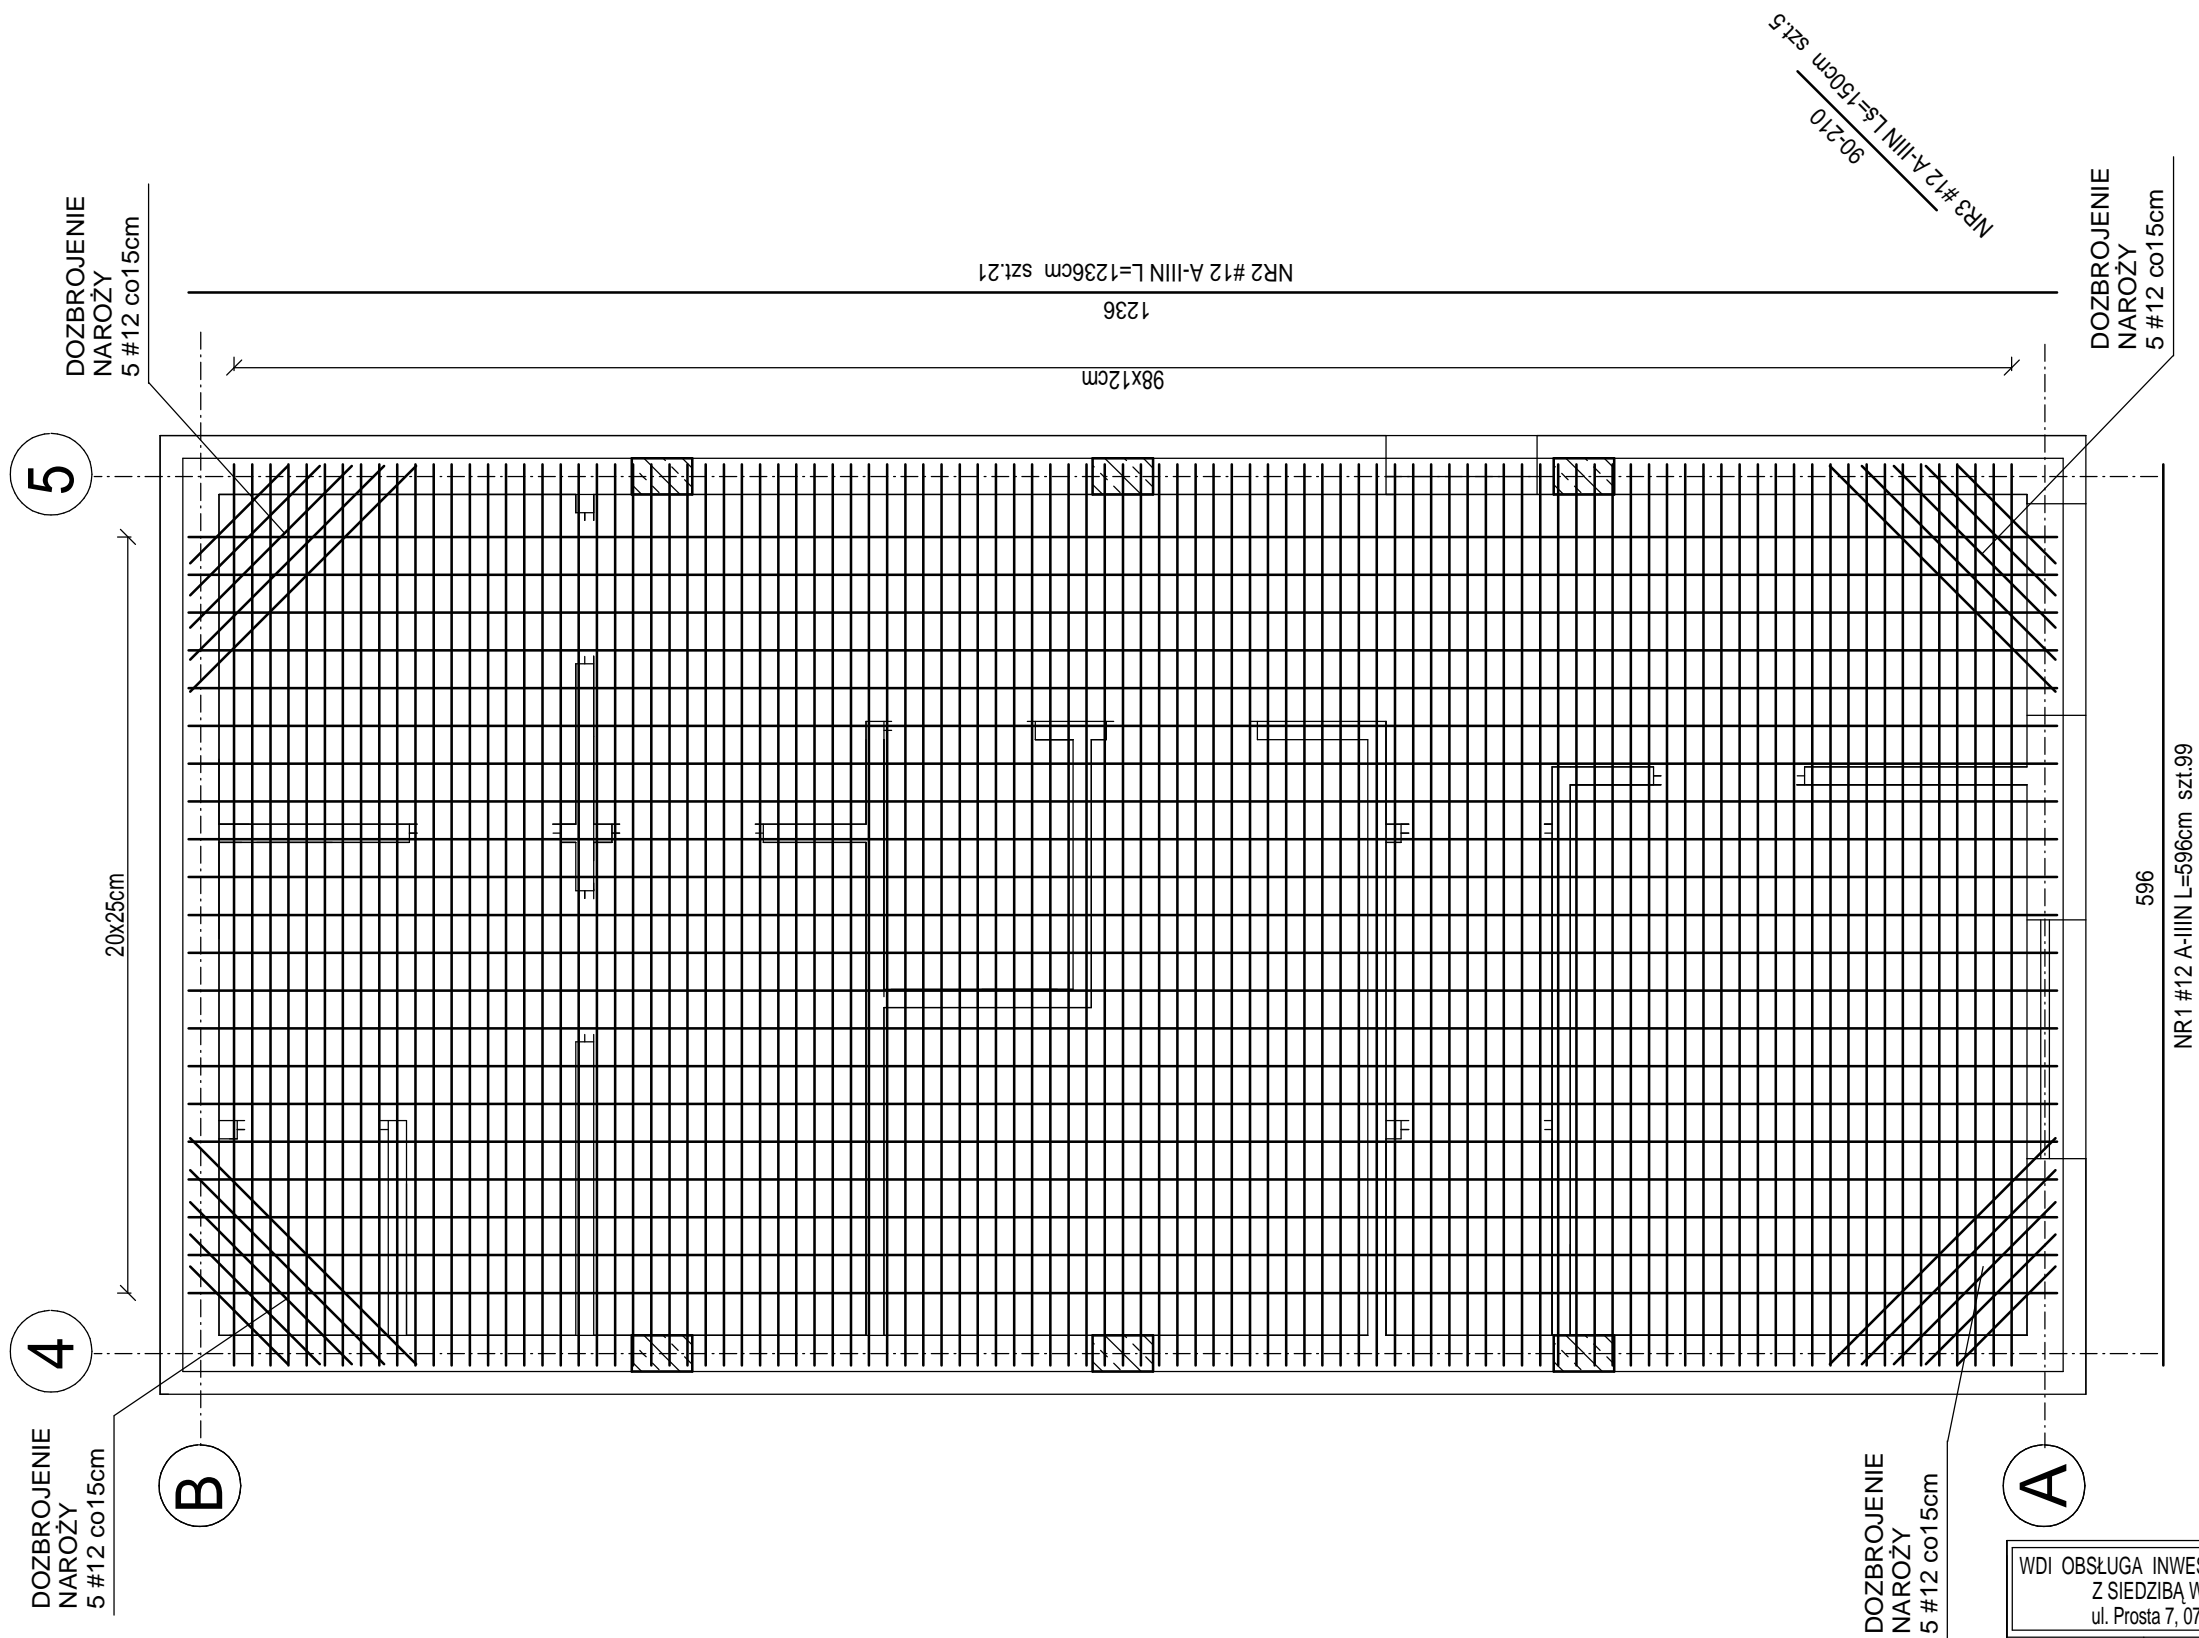 DOZBROJENIE
NAROŻY
5 #12 co15cm
5
20x25cm
4
DOZBROJENIE
NAROŻY
5 #12 co15cm
B
NR2 #12 A-IIIN L=1236cm szt.21
1236
98x12cm
90-210
NR3 #12 A-IIIN Lś=150cm szt.5
DOZBROJENIE
NAROŻY
5 #12 co15cm
596
NR1 #12 A-IIIN L=596cm szt.99
DOZBROJENIE
NAROŻY
5 #12 co15cm
A
WDI OBSŁUGA INWES
Z SIEDZIBĄ W
ul. Prosta 7, 07